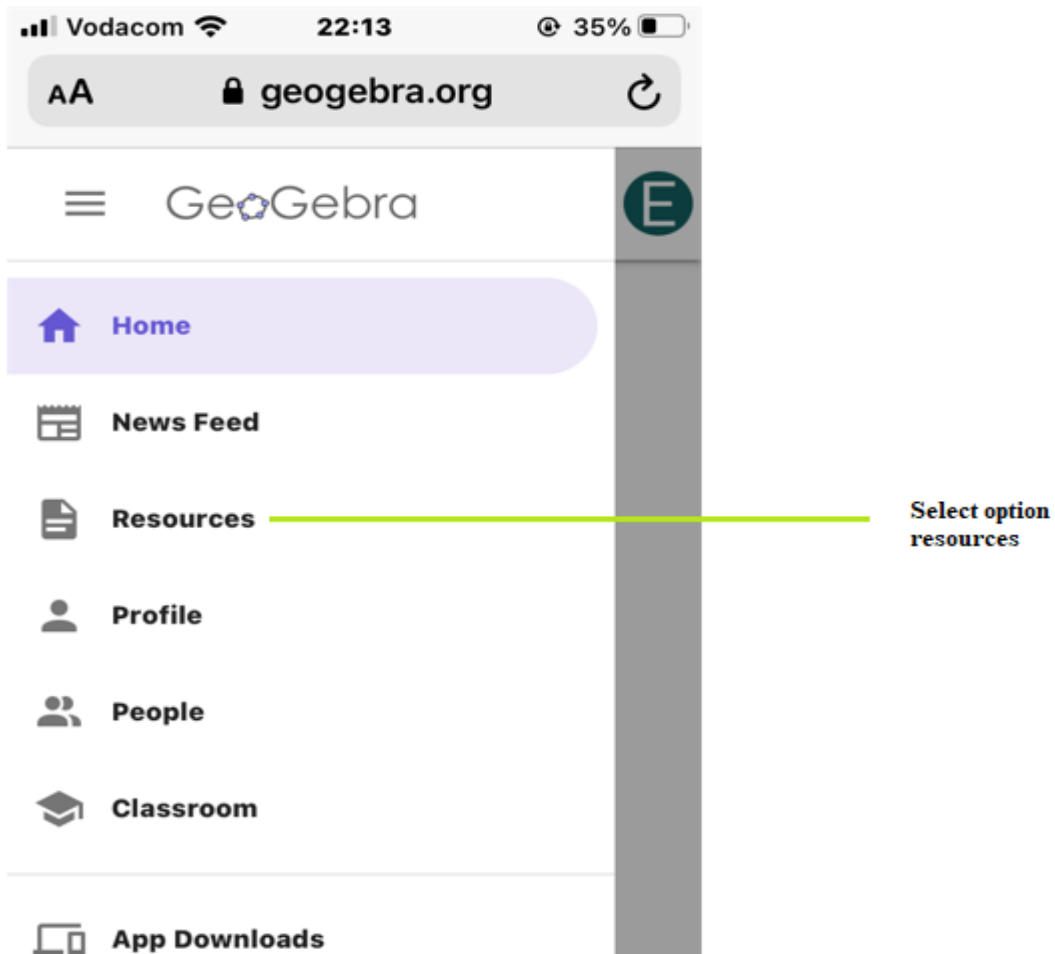 Vodacom 22:13 35%
AA geogebra.org
GeoGebra E
Home
News Feed
Resources
Select option
resources
Profile
People
Classroom
App Downloads